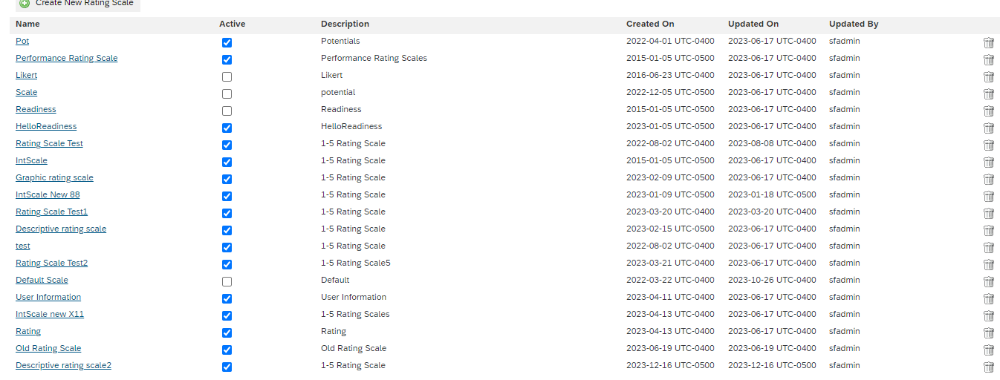 Create New Rating Scale
Name Active Description Created On Updated On Updated By
Pot Potentials 2022-04-01 UTC-0400 2023-06-17 UTC-0400 sfadmin
Performance Rating Scale Performance Rating Scales 2015-01-05 UTC-0500 2023-06-17 UTC-0400 sfadmin
Likert Likert 2016-06-23 UTC-0400 2023-06-17 UTC-0400 sfadmin
Scale potential 2022-12-05 UTC-0500 2023-06-17 UTC-0400 sfadmin
Readiness Readiness 2015-01-05 UTC-0500 2023-06-17 UTC-0400 sfadmin
HelloReadiness HelloReadiness 2023-01-05 UTC-0500 2023-06-17 UTC-0400 sfadmin
Rating Scale Test 1-5 Rating Scale 2022-08-02 UTC-0400 2023-08-08 UTC-0400 sfadmin
IntScale 1-5 Rating Scale 2015-01-05 UTC-0500 2023-06-17 UTC-0400 sfadmin
Graphic rating scale 1-5 Rating Scale 2023-02-09 UTC-0500 2023-06-17 UTC-0400 sfadmin
IntScale New 88 1-5 Rating Scale 2023-01-09 UTC-0500 2023-01-18 UTC-0500 sfadmin
Rating Scale Test1 1-5 Rating Scale 2023-03-20 UTC-0400 2023-03-20 UTC-0400 sfadmin
Descriptive rating scale 1-5 Rating Scale 2023-02-15 UTC-0500 2023-06-17 UTC-0400 sfadmin
test 1-5 Rating Scale 2022-08-02 UTC-0400 2023-06-17 UTC-0400 sfadmin
Rating Scale Test2 1-5 Rating Scale5 2023-03-21 UTC-0400 2023-06-17 UTC-0400 sfadmin
Default Scale Default 2022-03-22 UTC-0400 2023-10-26 UTC-0400 sfadmin
User Information User Information 2023-04-11 UTC-0400 2023-06-17 UTC-0400 sfadmin
IntScale new X11 1-5 Rating Scales 2023-04-13 UTC-0400 2023-06-17 UTC-0400 sfadmin
Rating Rating 2023-04-13 UTC-0400 2023-06-17 UTC-0400 sfadmin
Old Rating Scale Old Rating Scale 2023-06-19 UTC-0400 2023-06-19 UTC-0400 sfadmin
Descriptive rating scale2 1-5 Rating Scale 2023-12-16 UTC-0500 2023-12-16 UTC-0500 sfadmin